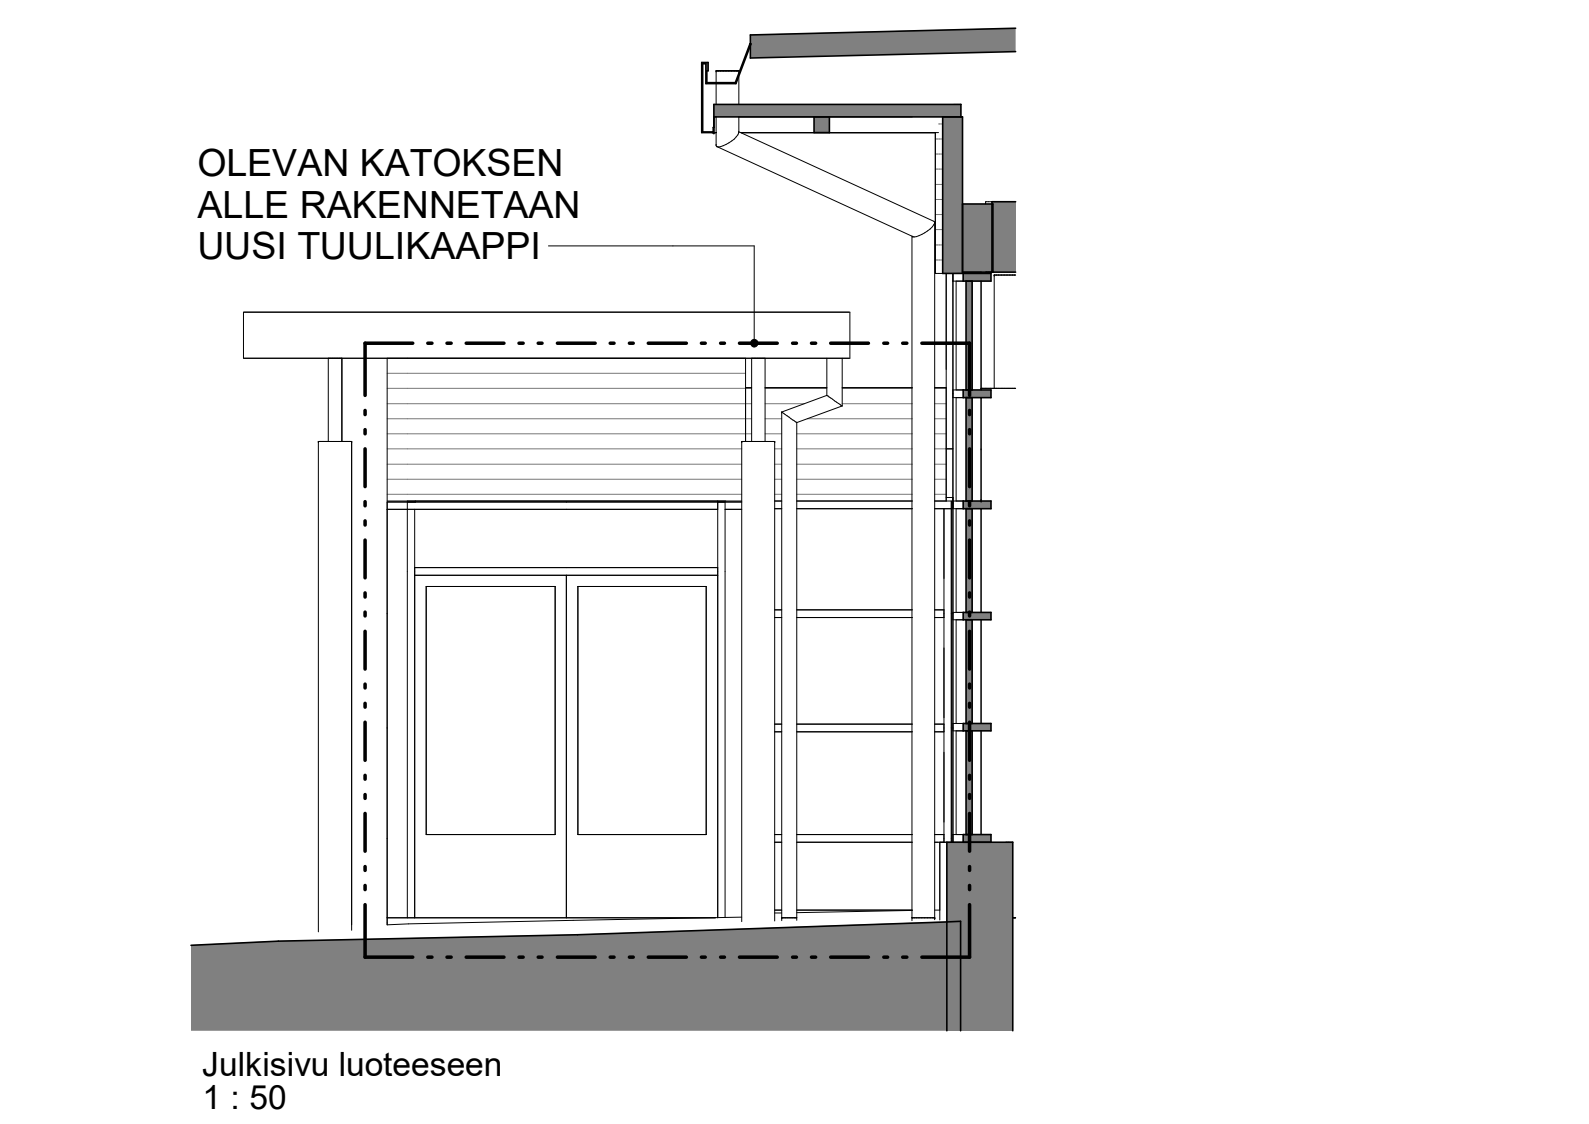 OLEVAN KATOKSEN
ALLE RAKENNETAAN
UUSI TUULIKAAPPI
Julkisivu luoteeseen
1 : 50